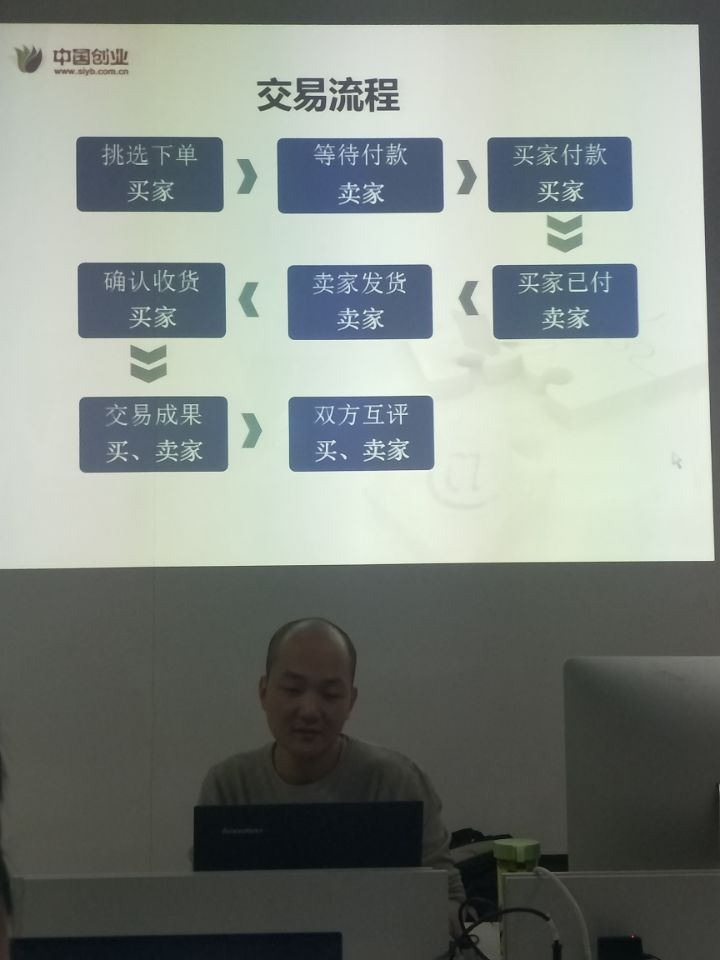 中国创业
www.siyb.com.cn
交易流程
挑选下单
买家
等待付款
卖家
买家付款
买家
确认收货
买家
卖家发货
卖家
买家已付
卖家
交易成果
买、卖家
双方互评
买、卖家